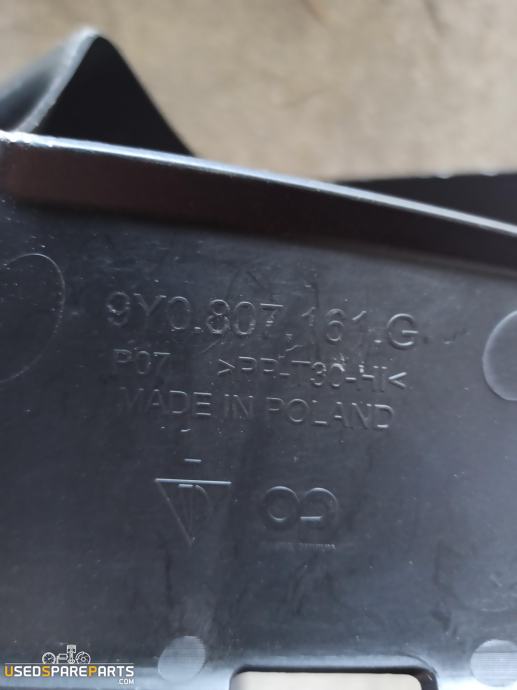 9Y0.807.161.G
P07 >PP-T30-HI<
MADE IN POLAND
USEDSPAREPARTS
.COM